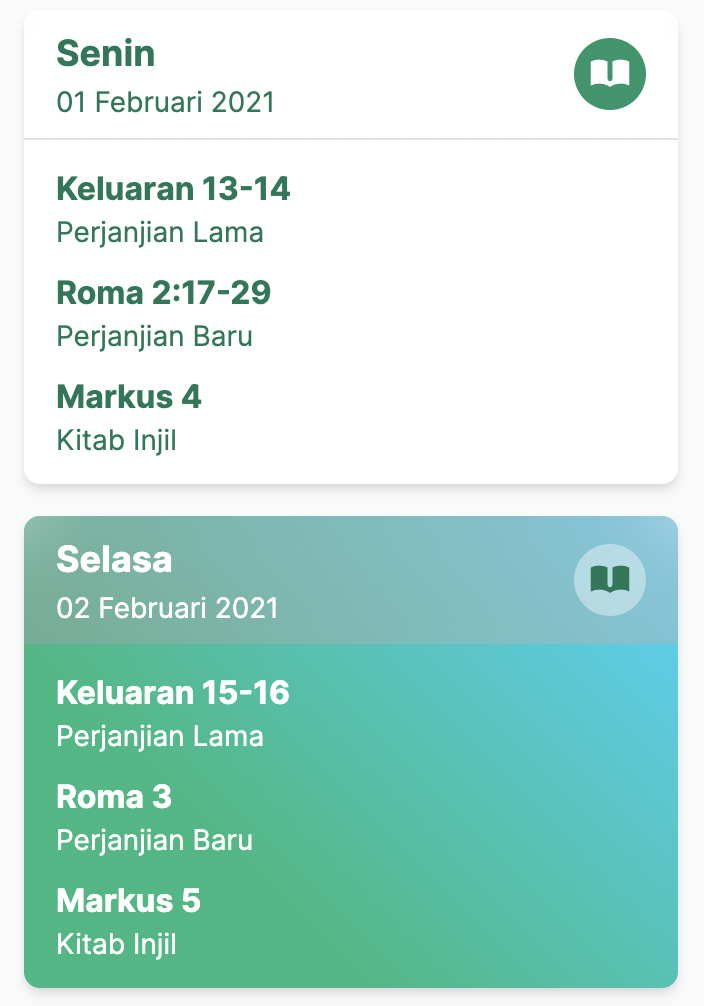 Senin
01 Februari 2021
Keluaran 13-14
Perjanjian Lama
Roma 2:17-29
Perjanjian Baru
Markus 4
Kitab Injil
Selasa
02 Februari 2021
Keluaran 15-16
Perjanjian Lama
Roma 3
Perjanjian Baru
Markus 5
Kitab Injil